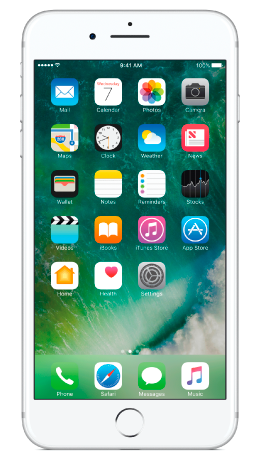 9:41 AM 100%
Wednesday
7
Mail Calendar Photos Camera
280
Maps Clock Weather News
Wallet Notes Reminders Stocks
Videos iBooks iTunes Store App Store
Home Health Settings
Phone Safari Messages Music